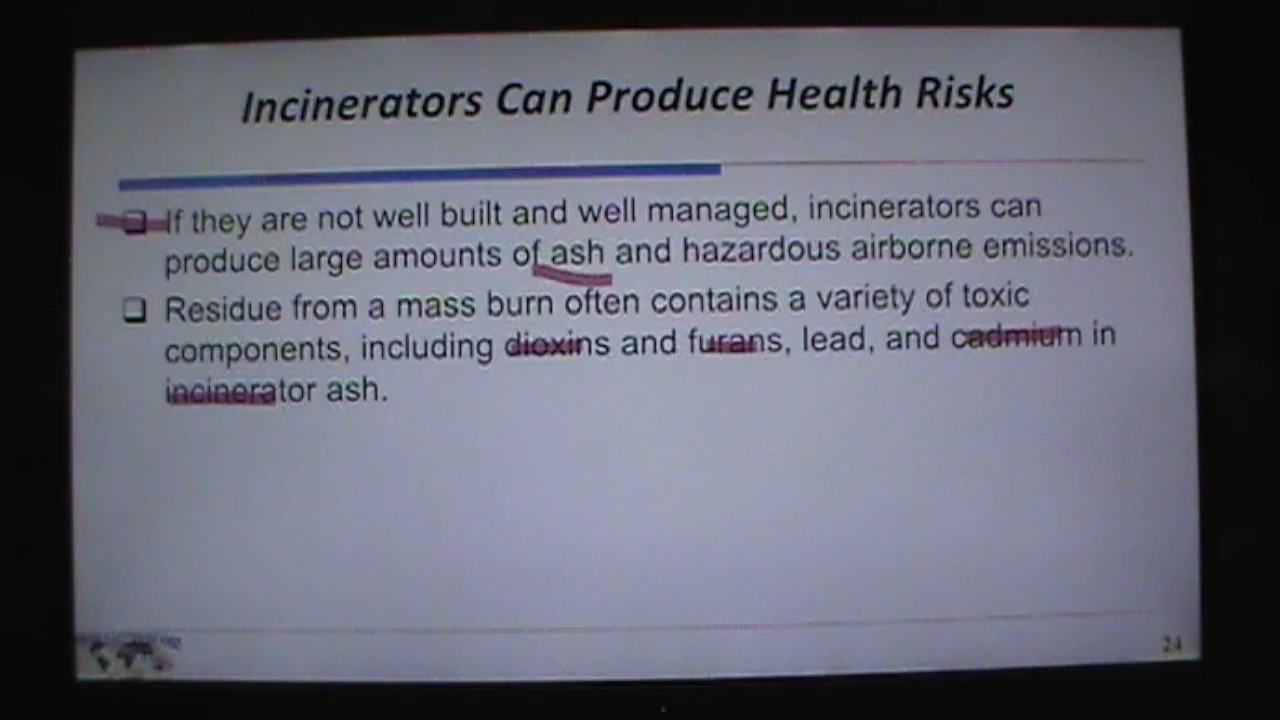 Incinerators Can Produce Health Risks
If they are not well built and well managed, incinerators can
produce large amounts of ash and hazardous airborne emissions.
Residue from a mass burn often contains a variety of toxic
components, including dioxins and furans, lead, and cadmium in
incinerator ash.
24